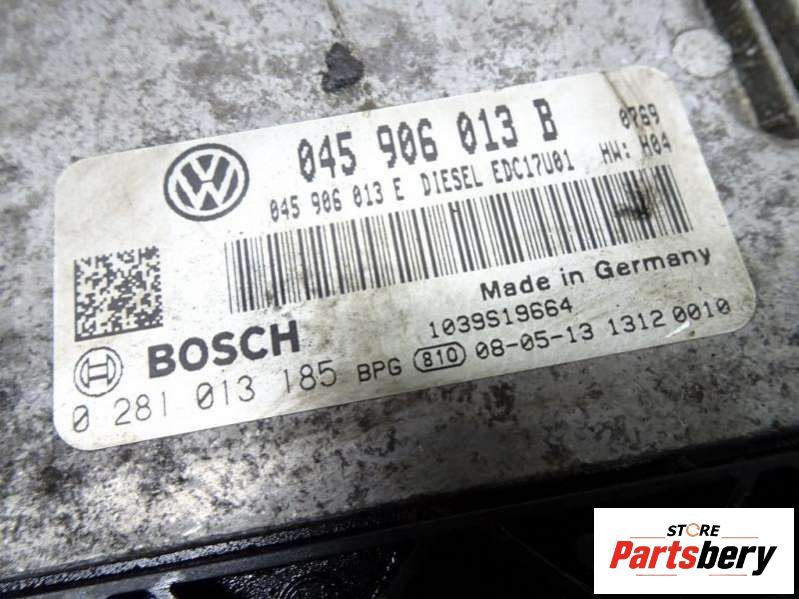 045 906 013 B 0769
045 906 013 E DIESEL EDC17U01 HW: H04
Made in Germany
1039S19664
BOSCH
0 281 013 185 BPG 810 08-05-13 1312 0010
STORE
Partsbery